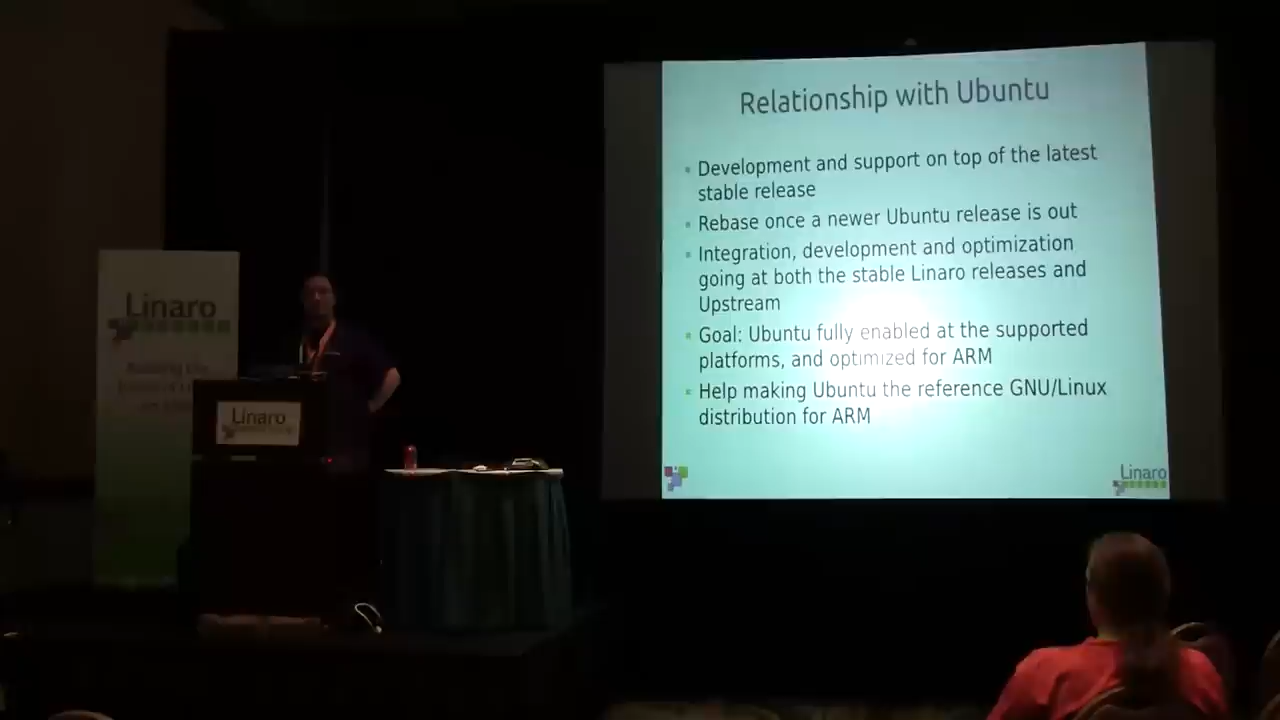 Relationship with Ubuntu
Development and support on top of the latest
stable release
Rebase once a newer Ubuntu release is out
Integration, development and optimization
going at both the stable Linaro releases and
Upstream
Goal: Ubuntu fully enabled at the supported
platforms, and optimized for ARM
Help making Ubuntu the reference GNU/Linux
distribution for ARM
Linaro
Linaro
Linaro